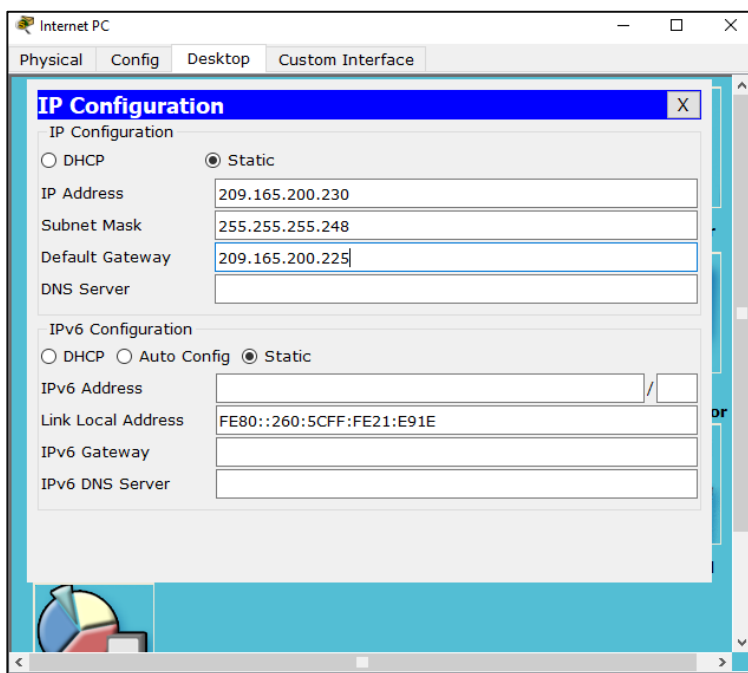 Internet PC
Physical Config Desktop Custom Interface
IP Configuration X
IP Configuration
DHCP Static
IP Address 209.165.200.230
Subnet Mask 255.255.255.248
Default Gateway 209.165.200.225
DNS Server
IPv6 Configuration
DHCP Auto Config Static
IPv6 Address /
Link Local Address FE80::260:5CFF:FE21:E91E
or
IPv6 Gateway
IPv6 DNS Server